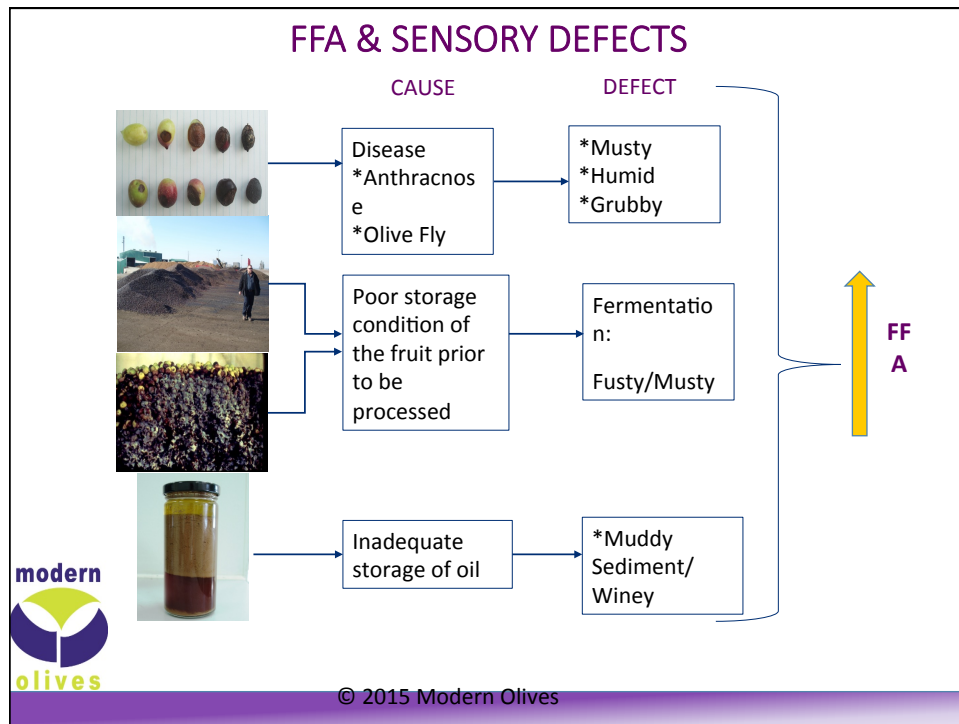 FFA & SENSORY DEFECTS
CAUSE
DEFECT
Disease
*Anthracnos
e
*Olive Fly
*Musty
*Humid
*Grubby
Poor storage
condition of
the fruit prior
to be
processed
Fermentatio
n:
Fusty/Musty
Inadequate
storage of oil
*Muddy
Sediment/
Winey
FF
A
modern
olives
© 2015 Modern Olives